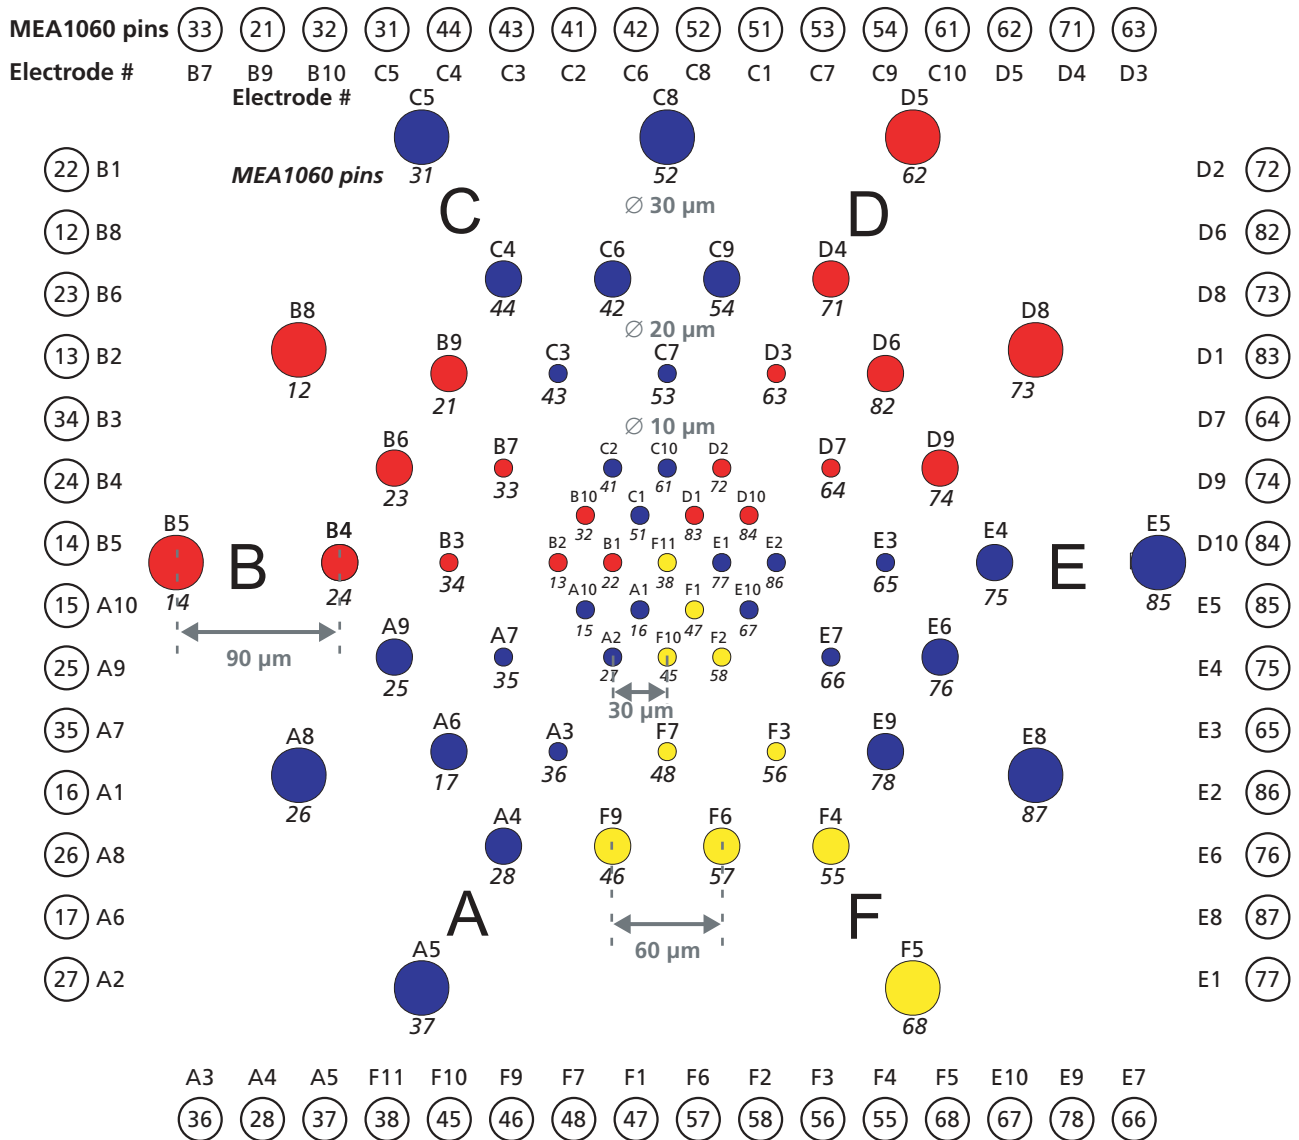 MEA1060 pins 33 21 32 31 44 43 41 42 52 51 53 54 61 62 71 63
Electrode # B7 B9 B10 C5 C4 C3 C2 C6 C8 C1 C7 C9 C10 D5 D4 D3
Electrode # C5 C8 D5
22 B1 MEA1060 pins 31 52 62 D2 72
C D
Ø 30 µm
12 B8 D6 82
C4 C6 C9 D4
23 B6 D8 73
44 42 54 71
B8 D8
Ø 20 µm
B9 C3 C7 D3 D6
13 B2 D1 83
12 21 43 53 63 82 73
34 B3 D7 64
Ø 10 µm
B6 B7 C2 C10 D2 D7 D9
24 B4 D9 74
23 33 41 61 72 64 74
B10 C1 D1 D10
32 51 83 84
B5 B4 B3 B2 B1 F11 E1 E2 E3 E4 E5
14 B5 D10 84
B E
14 24 34 13 22 38 77 86 65 75 85
A10 A1 F1 E10
15 A10 E5 85
15 16 47 67
A9 A7 A2 F10 F2 E7 E6
90 µm
25 A9 E4 75
25 35 27 45 58 66 76
30 µm
35 A7 E3 65
A8 A6 A3 F7 F3 E9 E8
17 36 48 56 78
16 A1 E2 86
26 87
A4 F9 F6 F4
26 A8 E6 76
28 46 57 55
A F
17 A6 E8 87
60 µm
A5 F5
27 A2 E1 77
37 68
A3 A4 A5 F11 F10 F9 F7 F1 F6 F2 F3 F4 F5 E10 E9 E7
36 28 37 38 45 46 48 47 57 58 56 55 68 67 78 66